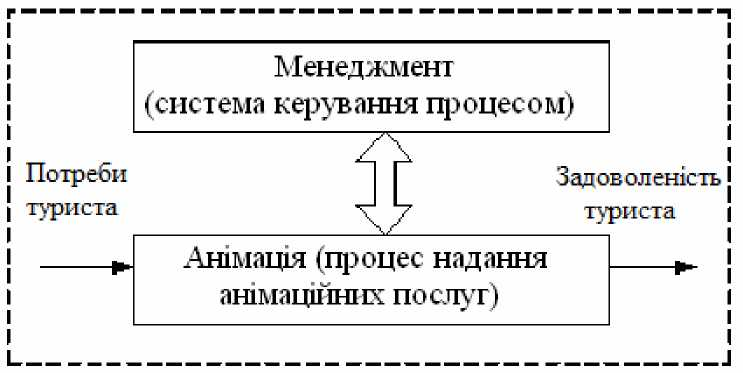 Менеджмент
(система керування процесом)
Потреби
туриста
Задоволеність
туриста
Анімація (процес надання
анімаційних послуг)